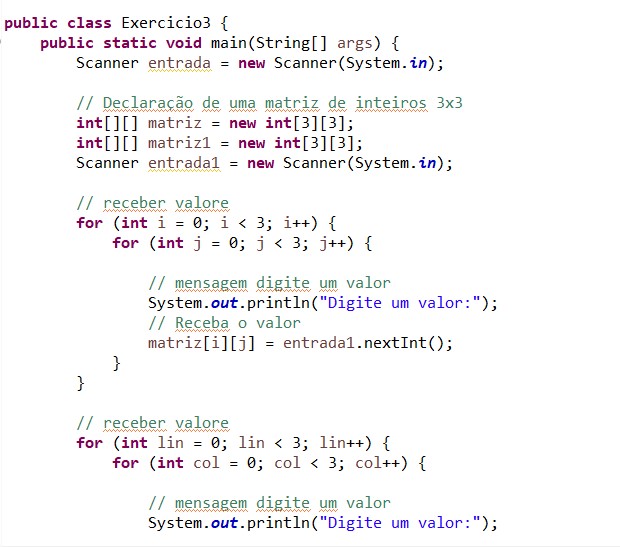 public class Exercicio3 {
public static void main(String[] args) {
Scanner entrada = new Scanner(System.in);
// Declaração de uma matriz de inteiros 3x3
int[][] matriz = new int[3][3];
int[][] matriz1 = new int[3][3];
Scanner entrada1 = new Scanner(System.in);
// receber valore
for (int i = 0; i < 3; i++) {
for (int j = 0; j < 3; j++) {
// mensagem digite um valor
System.out.println("Digite um valor:");
// Receba o valor
matriz[i][j] = entrada1.nextInt();
}
}
// receber valore
for (int lin = 0; lin < 3; lin++) {
for (int col = 0; col < 3; col++) {
// mensagem digite um valor
System.out.println("Digite um valor:");